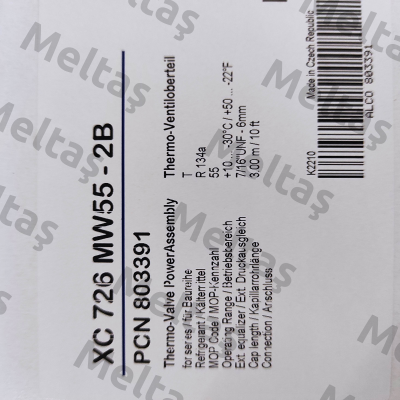 XC 726 MW55 - 2B
PCN 803391
Thermo-Valve PowerAssembly Thermo-Ventiloberteil
for series / für Baureihe T
Refrigerant / Kältemittel R 134a
MOP Code / MOP-Kennzahl 55
Operating Range / Betriebsbereich +10... -30°C / +50 ... -22°F
Ext. equalizer / Ext. Druckausgleich 7/16"UNF - 6mm
Cap length / Kapillarrohrlänge 3,00 m / 10 ft
Connection / Anschluss
K2210
Made in Czech Republic
ALCO 803391
Meltaş
Meltaş
Meltaş
Meltaş
Meltaş
Meltaş
Meltaş